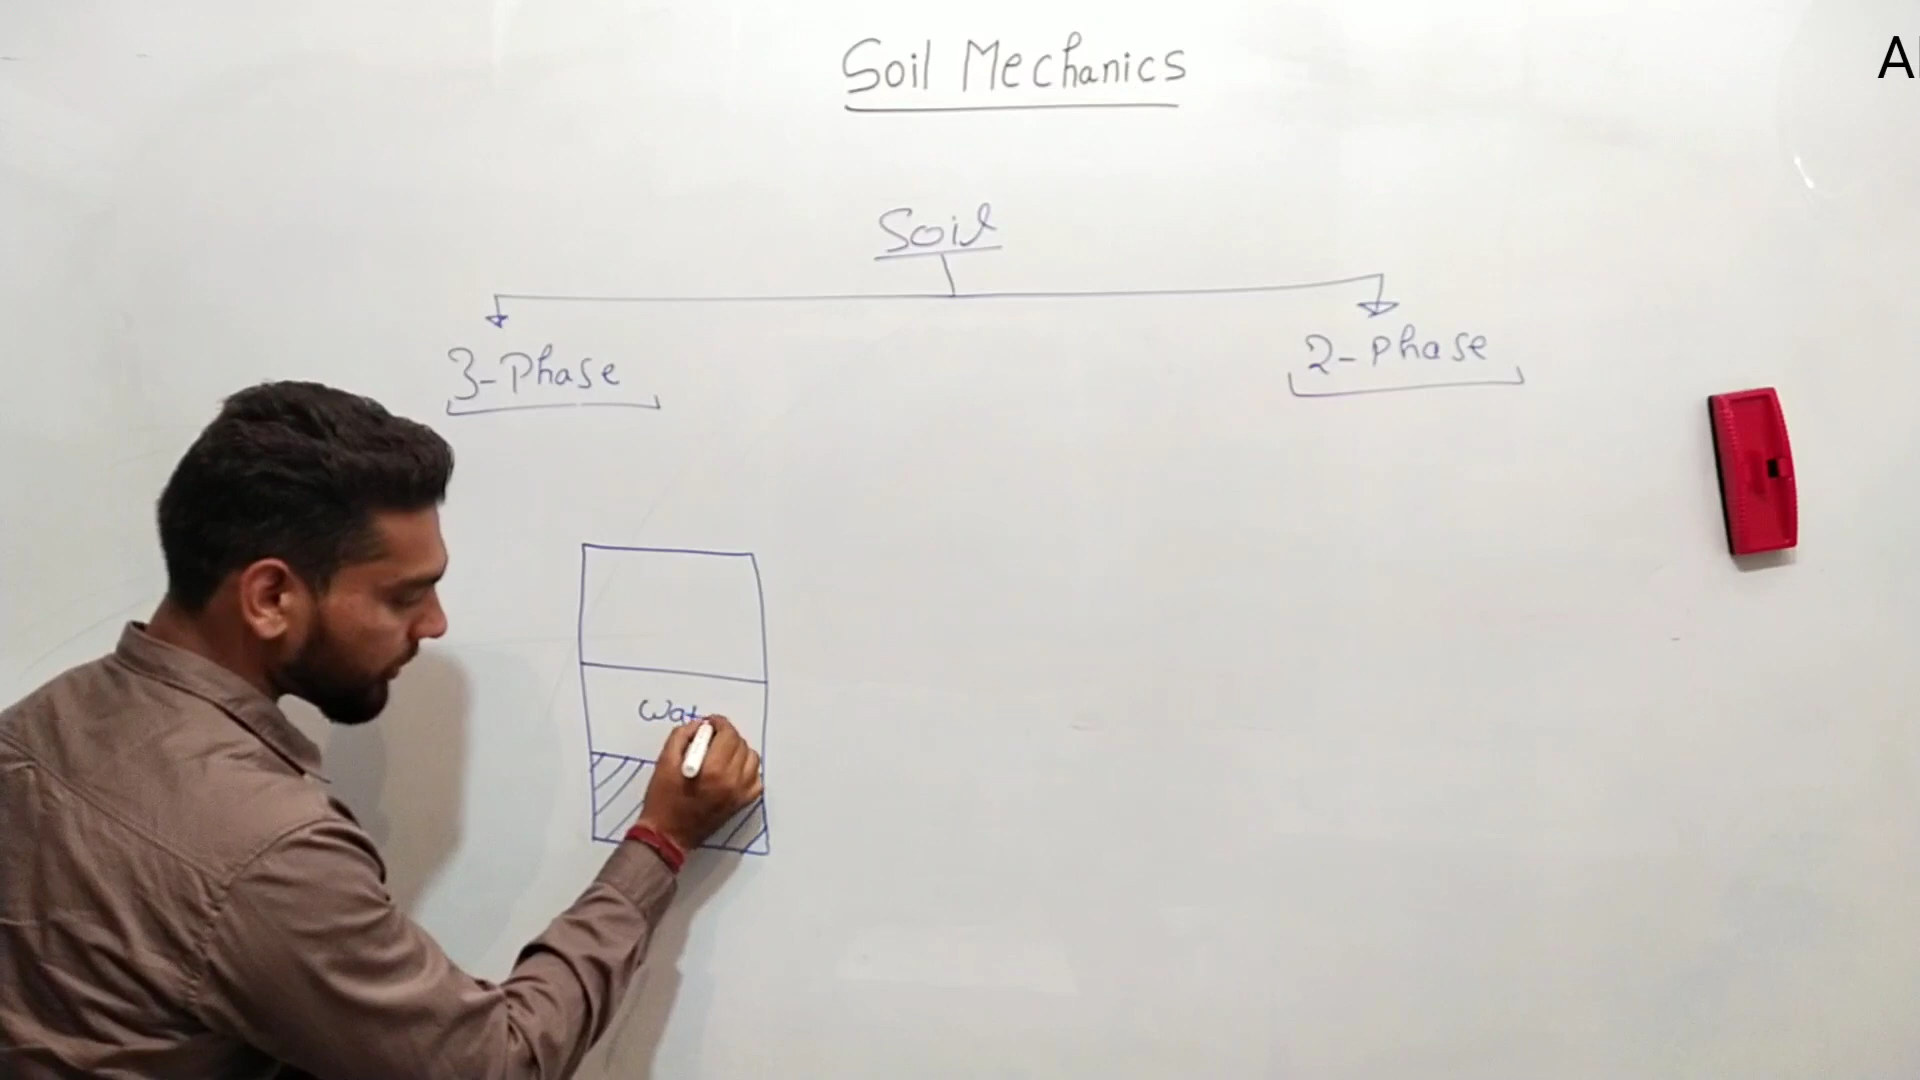 Soil Mechanics
Soil
3-Phase
2-Phase
Wat